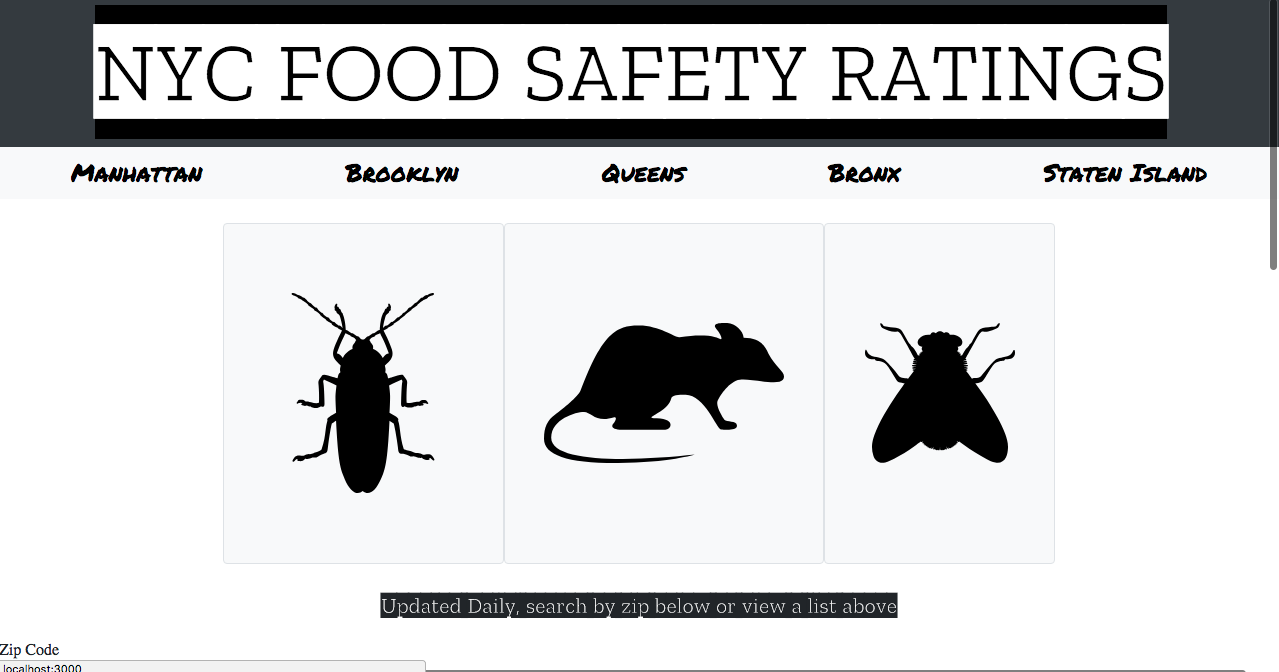 NYC FOOD SAFETY RATINGS
Manhattan Brooklyn Queens Bronx Staten Island
Updated Daily, search by zip below or view a list above
Zip Code
localhost:3000